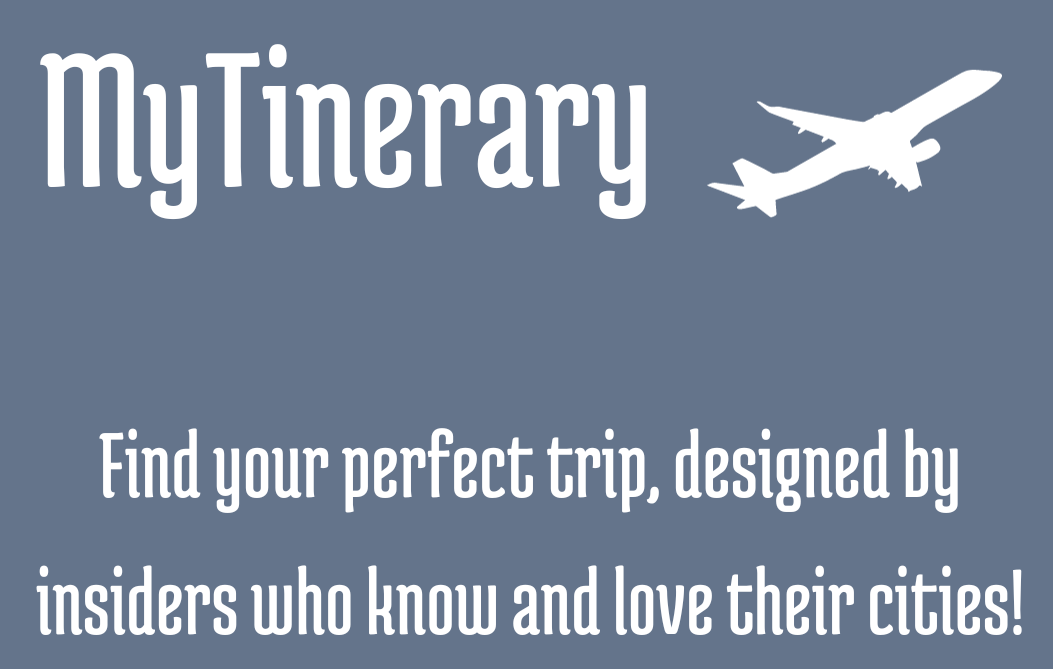 MyTinerary
Find your perfect trip, designed by
insiders who know and love their cities!